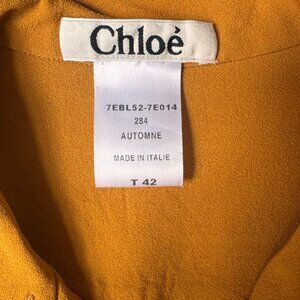 Chloé
7EBL52-7E014
284
AUTOMNE
MADE IN ITALIE
T 42